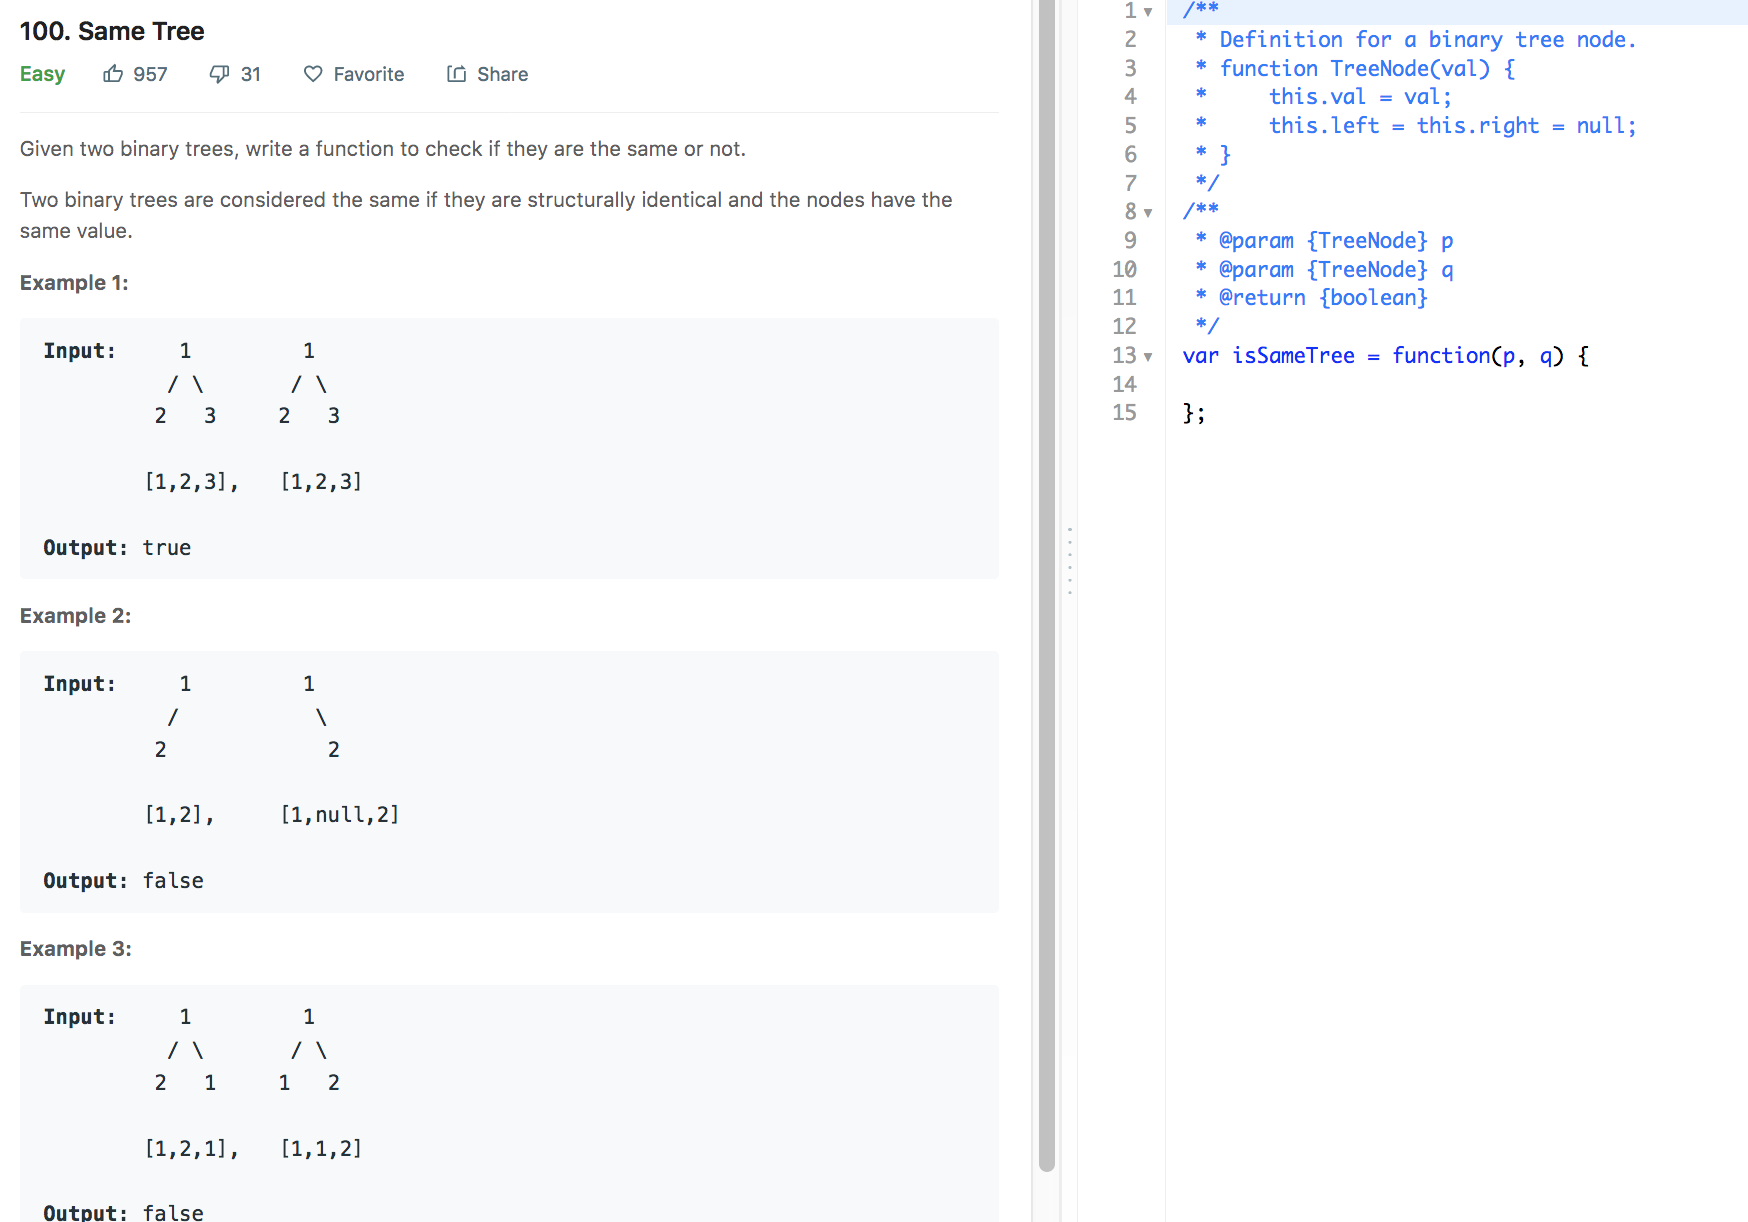 100. Same Tree
Easy 957 31 Favorite Share
Given two binary trees, write a function to check if they are the same or not.
Two binary trees are considered the same if they are structurally identical and the nodes have the
same value.
Example 1:
Input:     1         1
          / \       / \
         2   3     2   3

        [1,2,3],   [1,2,3]

Output: true
Example 2:
Input:     1         1
          /           \
         2             2

        [1,2],     [1,null,2]

Output: false
Example 3:
Input:     1         1
          / \       / \
         2   1     1   2

        [1,2,1],   [1,1,2]

Output: false
1 /**
2  * Definition for a binary tree node.
3  * function TreeNode(val) {
4  *     this.val = val;
5  *     this.left = this.right = null;
6  * }
7  */
8 /**
9  * @param {TreeNode} p
10  * @param {TreeNode} q
11  * @return {boolean}
12  */
13 var isSameTree = function(p, q) {
14
15 };